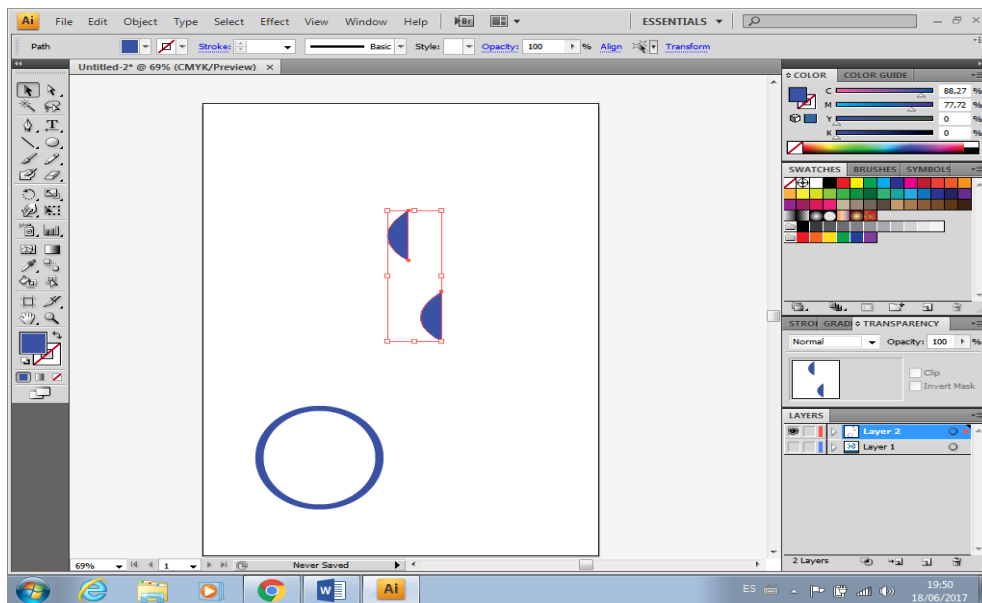 Ai File Edit Object Type Select Effect View Window Help Br ESSENTIALS
Path Stroke: Basic Style: Opacity: 100 % Align Transform
Untitled-2* @ 69% (CMYK/Preview) ×
COLOR COLOR GUIDE
C 88,27 %
M 77,72 %
Y 0 %
K 0 %
SWATCHES BRUSHES SYMBOLS
STROI GRADI TRANSPARENCY
Normal Opacity: 100 %
Clip
Invert Mask
LAYERS
Layer 2
Layer 1
2 Layers
69% 1 Never Saved
W Ai ES 19:50
18/06/2017